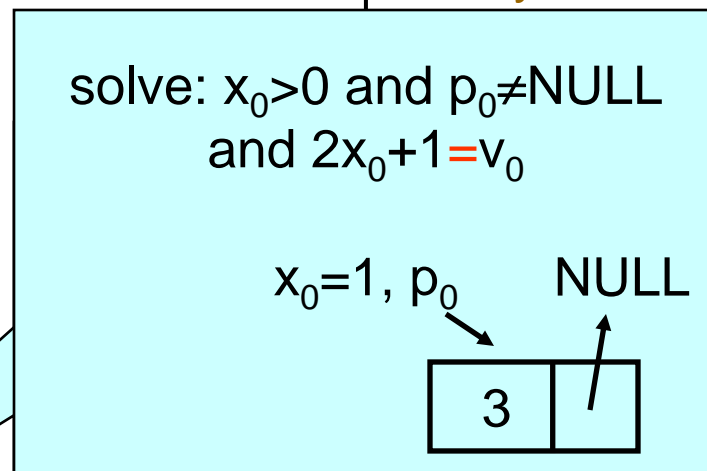 solve: x₀>0 and p₀≠NULL
and 2x₀+1=v₀
x₀=1, p₀ NULL
3